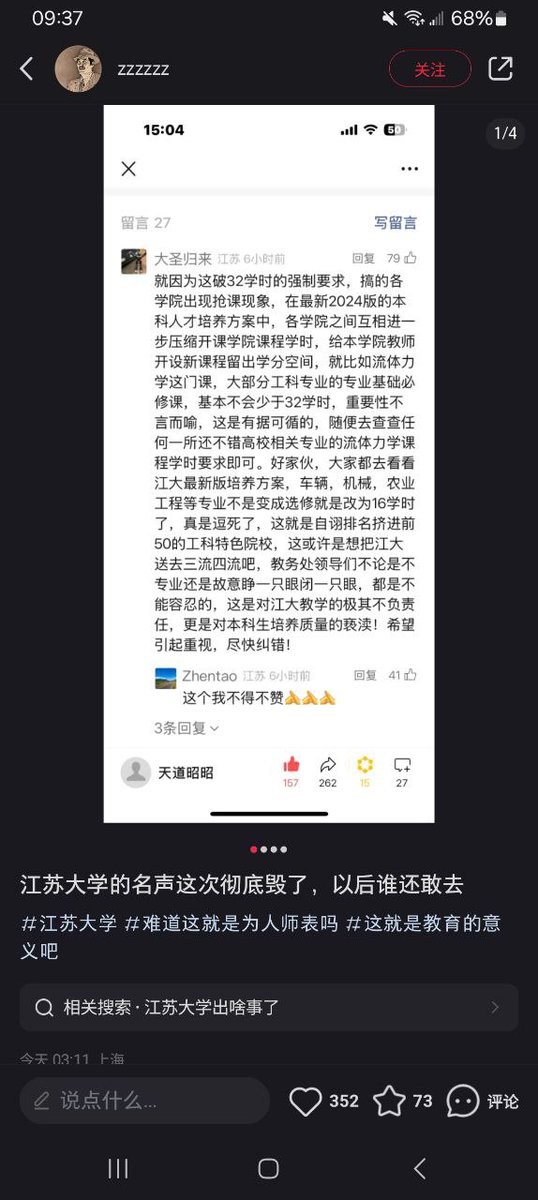 09:37
68%
zzzzzz
关注
15:04
50
1/4
留言 27
写留言
大圣归来 江苏 6小时前
回复 79
就因为这破32学时的强制要求，搞的各
学院出现抢课现象，在最新2024版的本
科人才培养方案中，各学院之间互相进一
步压缩开课学院课程学时，给本学院教师
开设新课程留出学分空间，就比如流体力
学这门课，大部分工科专业的专业基础必
修课，基本不会少于32学时，重要性不
言而喻，这是有据可循的，随便去查查任
何一所还不错高校相关专业的流体力学课
程学时要求即可。好家伙，大家都去看看
江大最新版培养方案，车辆，机械，农业
工程等专业不是变成选修就是改为16学时
了，真是逗死了，这就是自诩排名挤进前
50的工科特色院校，这或许是想把江大
送去三流四流吧，教务处领导们不论是不
专业还是故意睁一只眼闭一只眼，都是不
能容忍的，这是对江大教学的极其不负责
任，更是对本科生培养质量的亵渎！希望
引起重视，尽快纠错！
Zhentao 江苏 6小时前
回复 41
这个我不得不赞🍌🍌🍌
3条回复
天道昭昭
157
262
15
27
江苏大学的名声这次彻底毁了，以后谁还敢去
#江苏大学 #难道这就是为人师表吗 #这就是教育的意
义吧
相关搜索 · 江苏大学出啥事了
今天 03:11 上海
说点什么...
352
73
评论